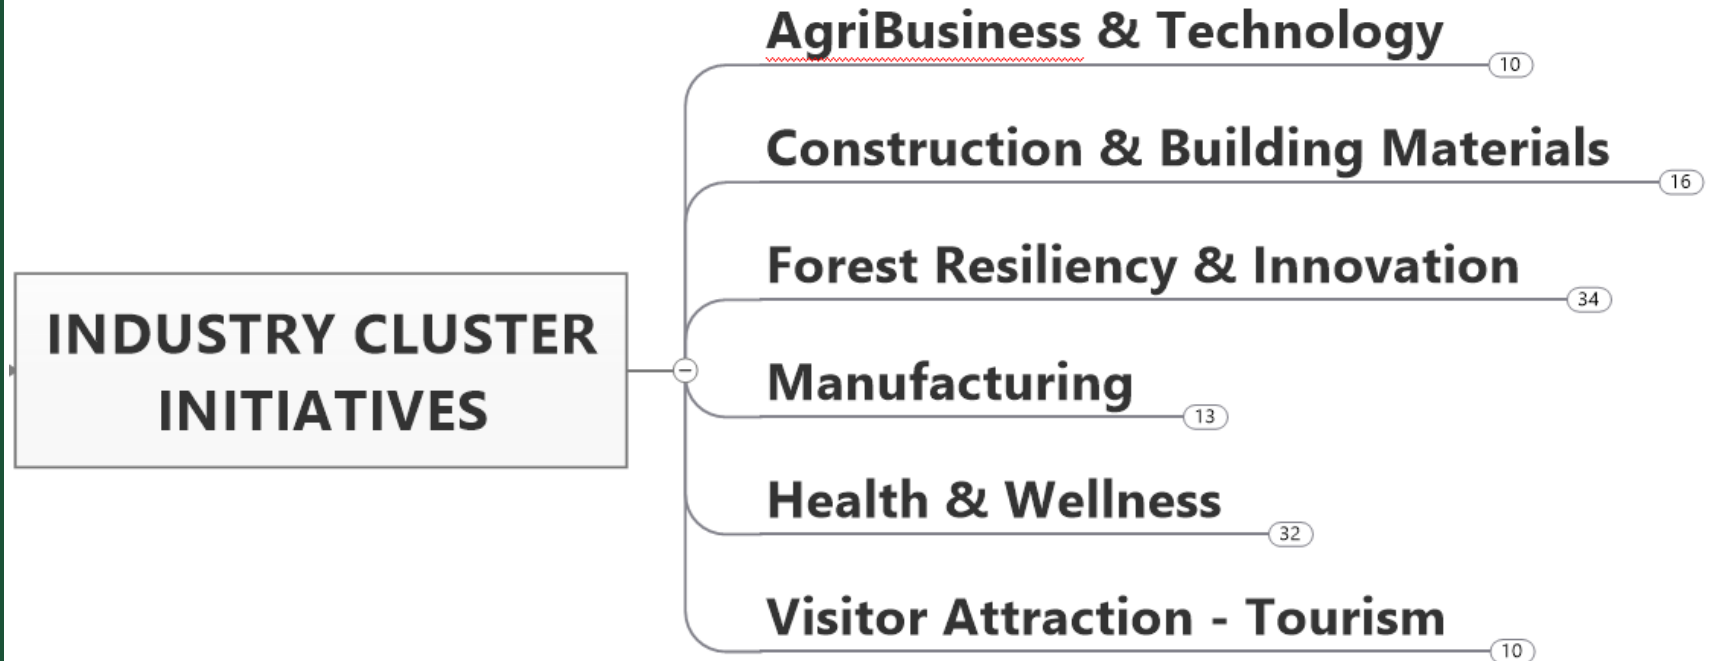 AgriBusiness & Technology
10
Construction & Building Materials
16
Forest Resiliency & Innovation
34
INDUSTRY CLUSTER
INITIATIVES
Manufacturing
13
Health & Wellness
32
Visitor Attraction - Tourism
10